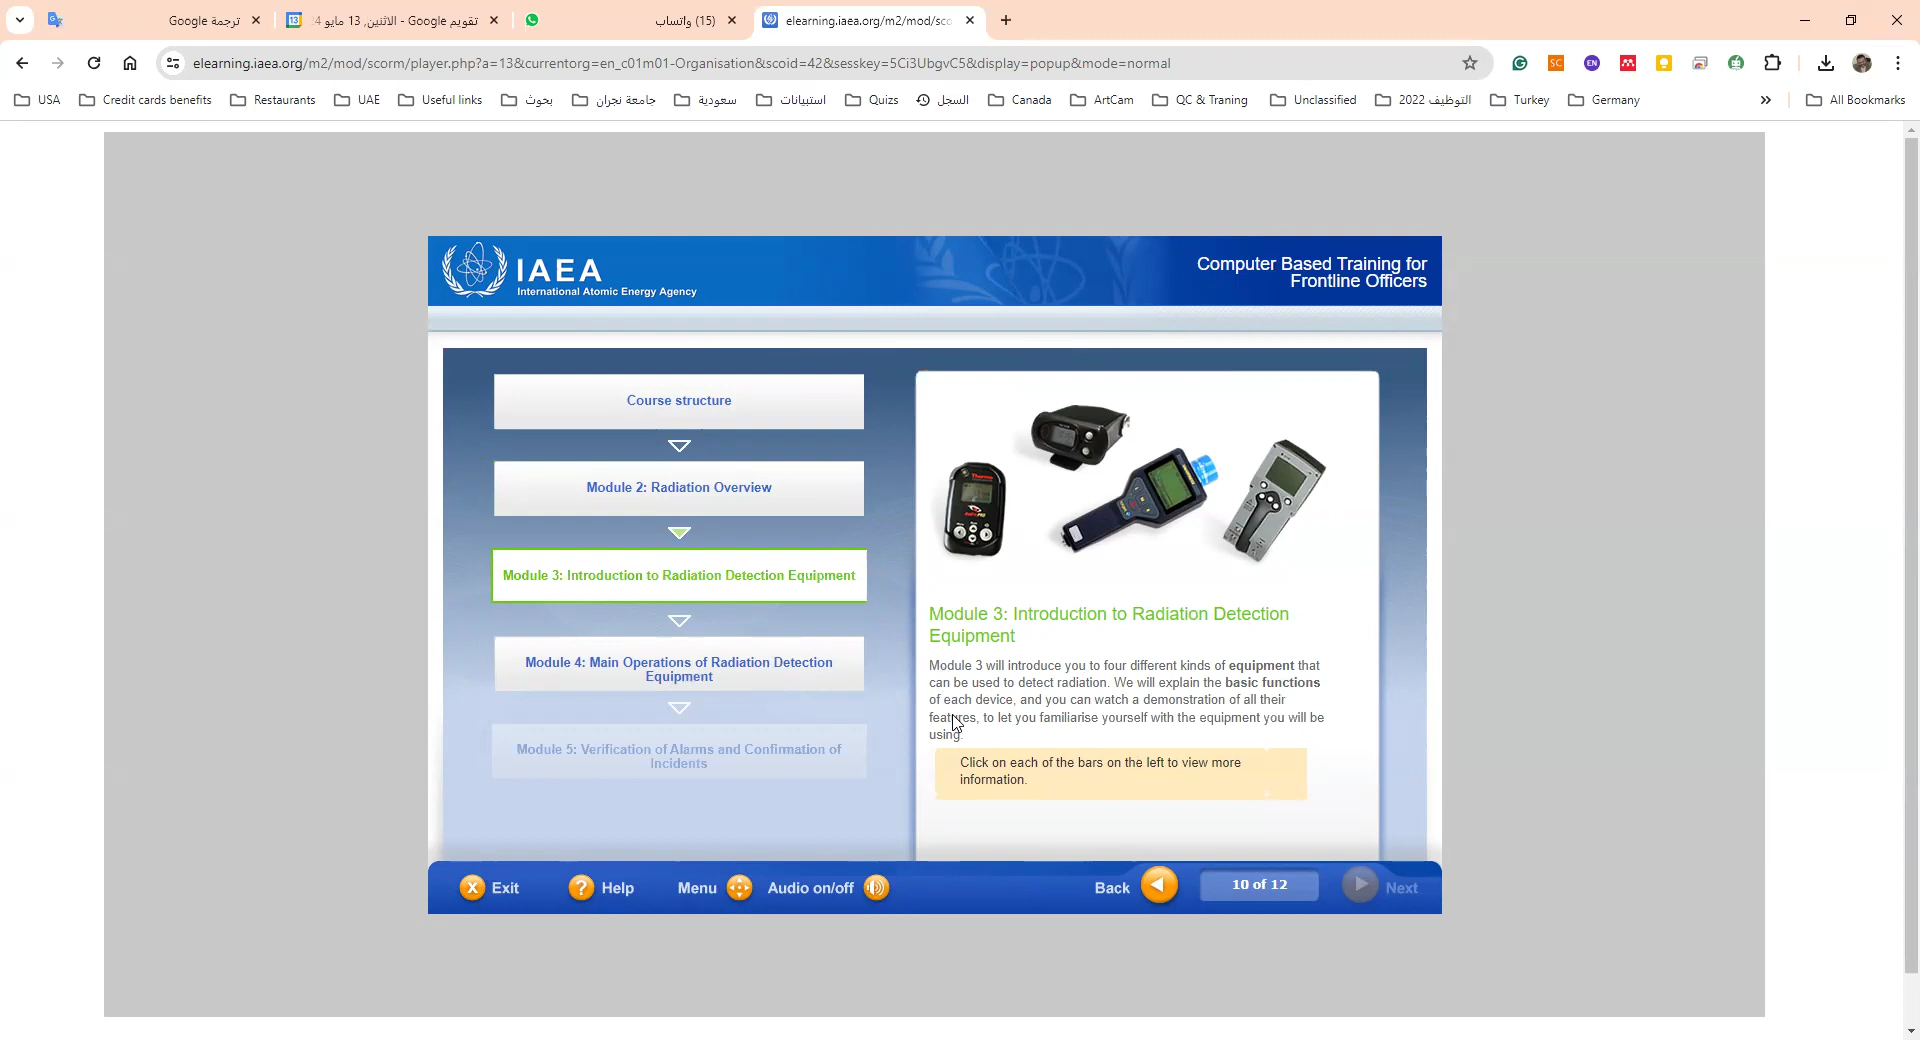 ترجمة Google
تقويم Google - الاثنين, 13 مايو 24
(15) واتساب
elearning.iaea.org/m2/mod/sco
elearning.iaea.org/m2/mod/scorm/player.php?a=13&currentorg=en_c01m01-Organisation&scoid=42&sesskey=5Ci3UbgvC5&display=popup&mode=normal
USA
Credit cards benefits
Restaurants
UAE
Useful links
بحوث
جامعة نجران
سعودية
استبيانات
Quizs
السجل
Canada
ArtCam
QC & Traning
Unclassified
التوظيف 2022
Turkey
Germany
All Bookmarks
IAEA
International Atomic Energy Agency
Computer Based Training for
Frontline Officers
Course structure
Module 2: Radiation Overview
Module 3: Introduction to Radiation Detection Equipment
Module 4: Main Operations of Radiation Detection
Equipment
Module 5: Verification of Alarms and Confirmation of
Incidents
Module 3: Introduction to Radiation Detection
Equipment
Module 3 will introduce you to four different kinds of equipment that
can be used to detect radiation. We will explain the basic functions
of each device, and you can watch a demonstration of all their
features, to let you familiarise yourself with the equipment you will be
using.
Click on each of the bars on the left to view more
information.
Exit
Help
Menu
Audio on/off
Back
10 of 12
Next